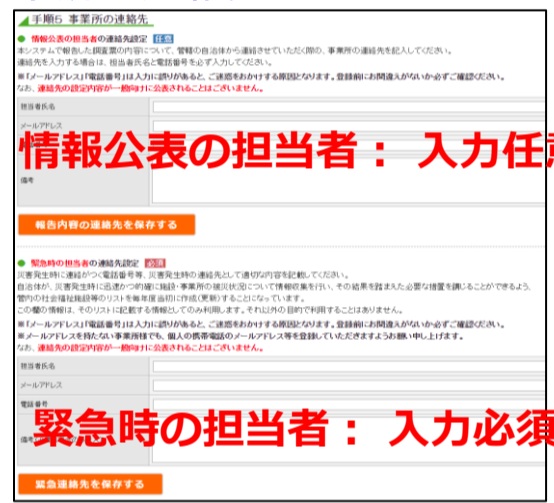 手順5 事業所の連絡先
● 情報公表の担当者の連絡先設定 任意
本システムで報告した調査票の内容について、管轄の自治体から連絡させていただく際の、事業所の連絡先を記入してください。
連絡先を入力する場合は、担当者氏名と電話番号を必ず入力してください。
※「メールアドレス」「電話番号」は入力に誤りがあると、ご迷惑をおかけする原因となります。登録前にお間違えがないか必ずご確認ください。
なお、連絡先の設定内容が一般向けに公表されることはございません。
担当者氏名
メールアドレス
情報公表の担当者： 入力任意
備考
報告内容の連絡先を保存する
● 緊急時の担当者の連絡先設定 必須
災害発生時に連絡がつく電話番号等、災害発生時の連絡先として適切な内容を記載してください。
自治体が、災害発生時に迅速かつ的確に施設・事業所の被災状況について情報収集を行い、その結果を踏まえた必要な措置を講じることができるよう、
管内の社会福祉施設等のリストを毎年度当初に作成(更新)することになっています。
この欄の情報は、そのリストに記載する情報としてのみ利用します。それ以外の目的で利用することはありません。
※「メールアドレス」「電話番号」は入力に誤りがあると、ご迷惑をおかけする原因となります。登録前にお間違えがないか必ずご確認ください。
※メールアドレスを持たない事業所様でも、個人の携帯電話のメールアドレス等を登録していただきますようお願い申し上げます。
なお、連絡先の設定内容が一般向けに公表されることはございません。
担当者氏名
メールアドレス
電話番号
緊急時の担当者： 入力必須
備考
緊急連絡先を保存する